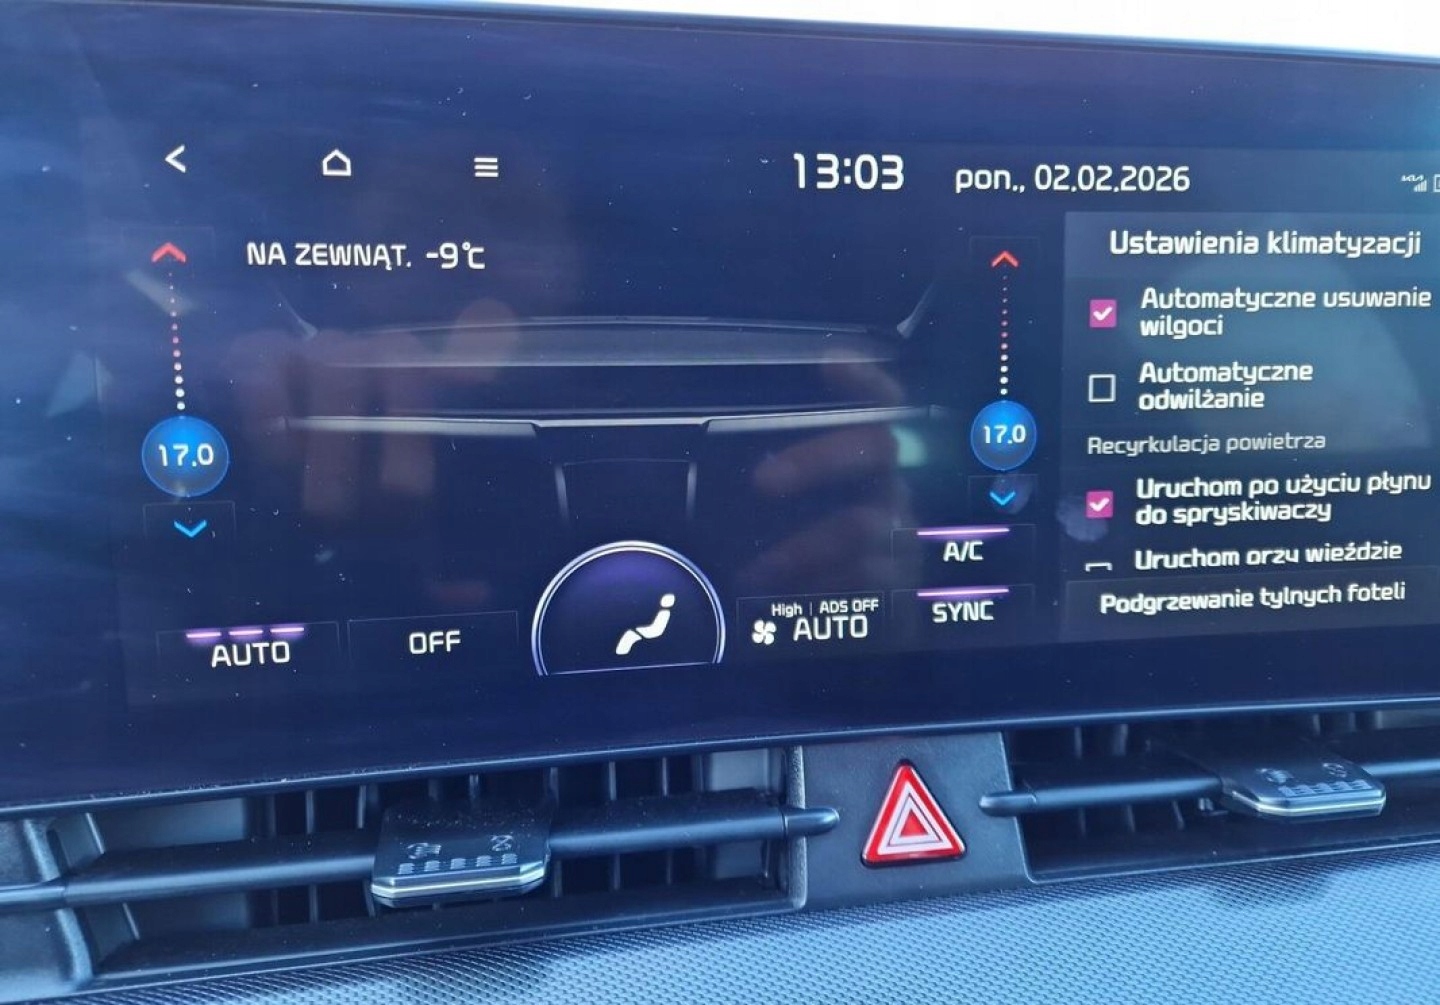 13:03 pon., 02.02.2026
NA ZEWNĄT. -9°C
17.0
17.0
A/C
SYNC
AUTO
OFF
High | ADS OFF
AUTO
Ustawienia klimatyzacji
Automatyczne usuwanie
wilgoci
Automatyczne
odwilżanie
Recyrkulacja powietrza
Uruchom po użyciu płynu
do spryskiwaczy
Uruchom przy wjeździe
Podgrzewanie tylnych foteli